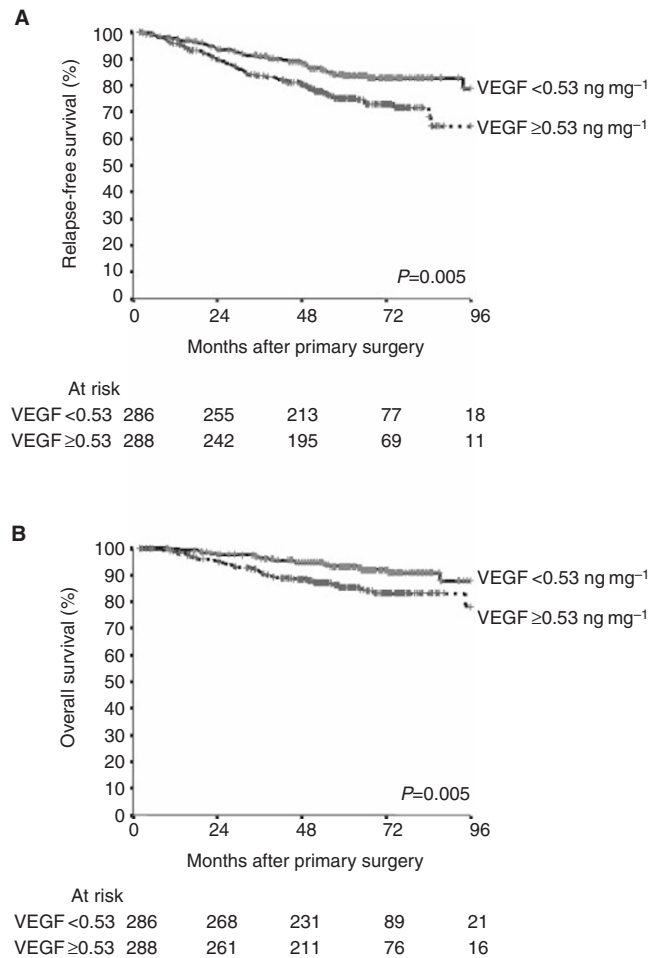 A
Relapse-free survival (%)
100
90
80
70
60
50
40
30
20
10
0
VEGF <0.53 ng mg⁻¹
VEGF ≥0.53 ng mg⁻¹
P=0.005
0 24 48 72 96
Months after primary surgery
At risk
VEGF <0.53 286 255 213 77 18
VEGF ≥0.53 288 242 195 69 11
B
Overall survival (%)
100
90
80
70
60
50
40
30
20
10
0
VEGF <0.53 ng mg⁻¹
VEGF ≥0.53 ng mg⁻¹
P=0.005
0 24 48 72 96
Months after primary surgery
At risk
VEGF <0.53 286 268 231 89 21
VEGF ≥0.53 288 261 211 76 16